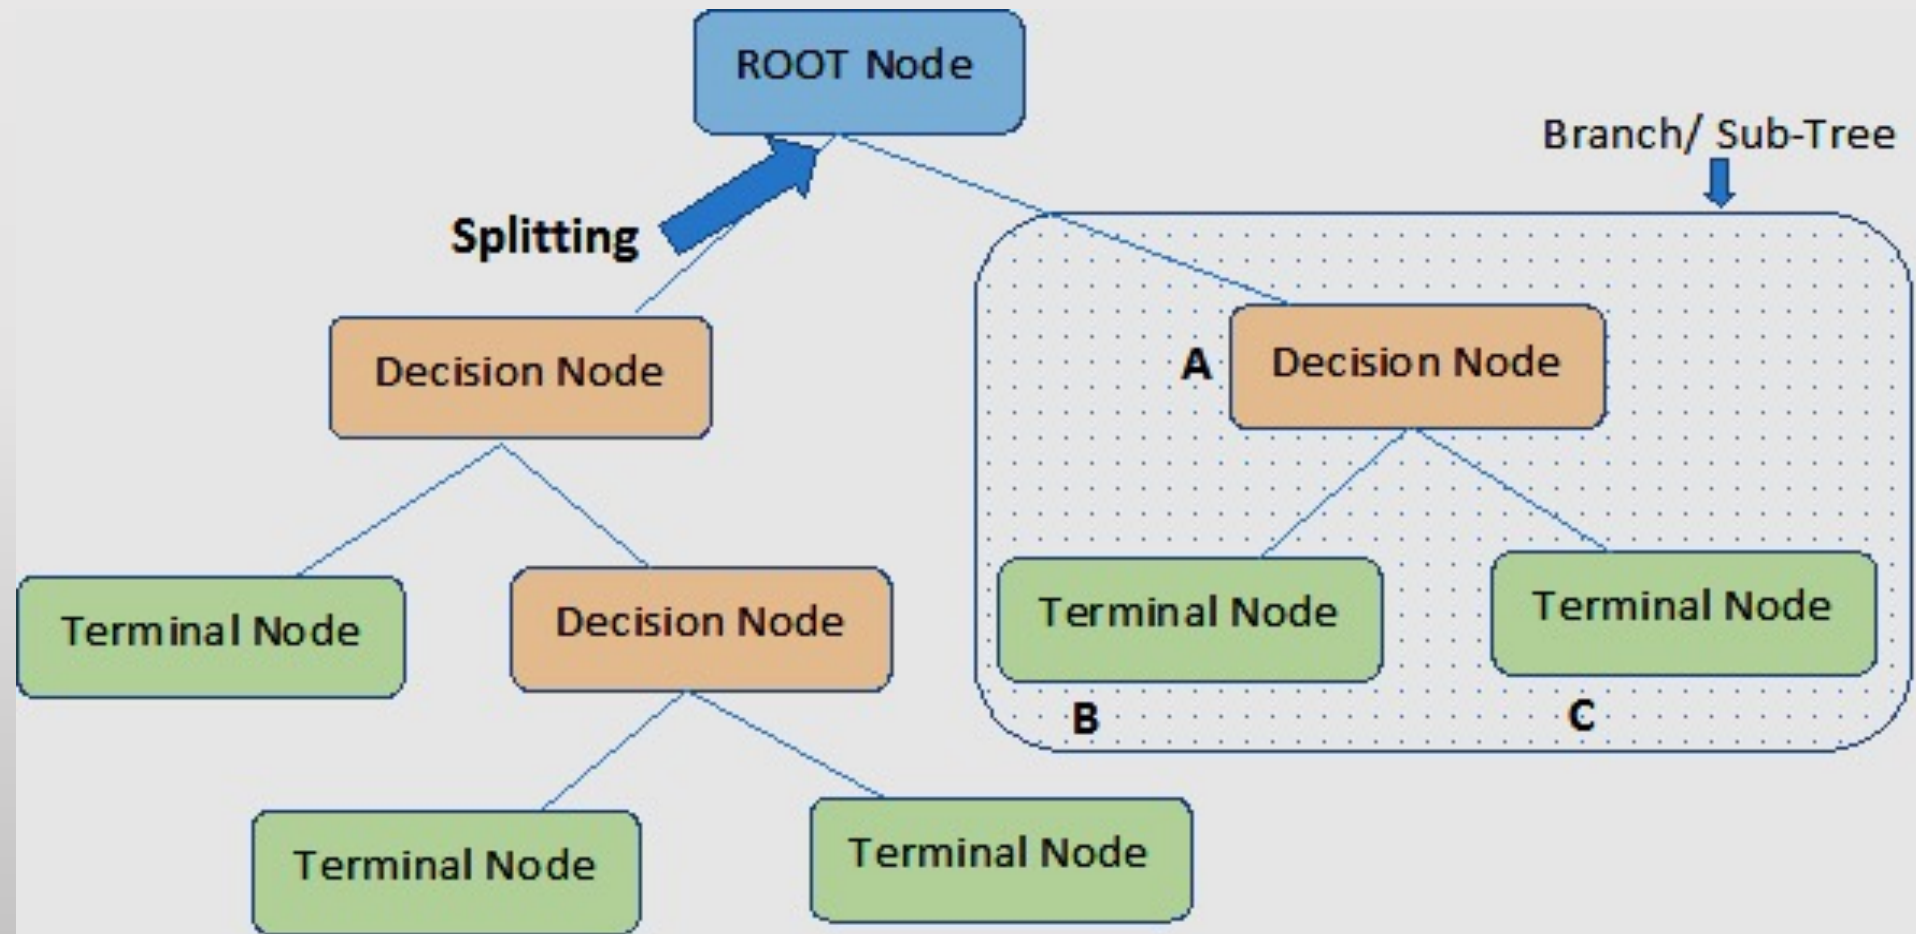 ROOT Node
Branch/ Sub-Tree
Splitting
Decision Node
A
Decision Node
Terminal Node
Decision Node
Terminal Node
Terminal Node
B
C
Terminal Node
Terminal Node